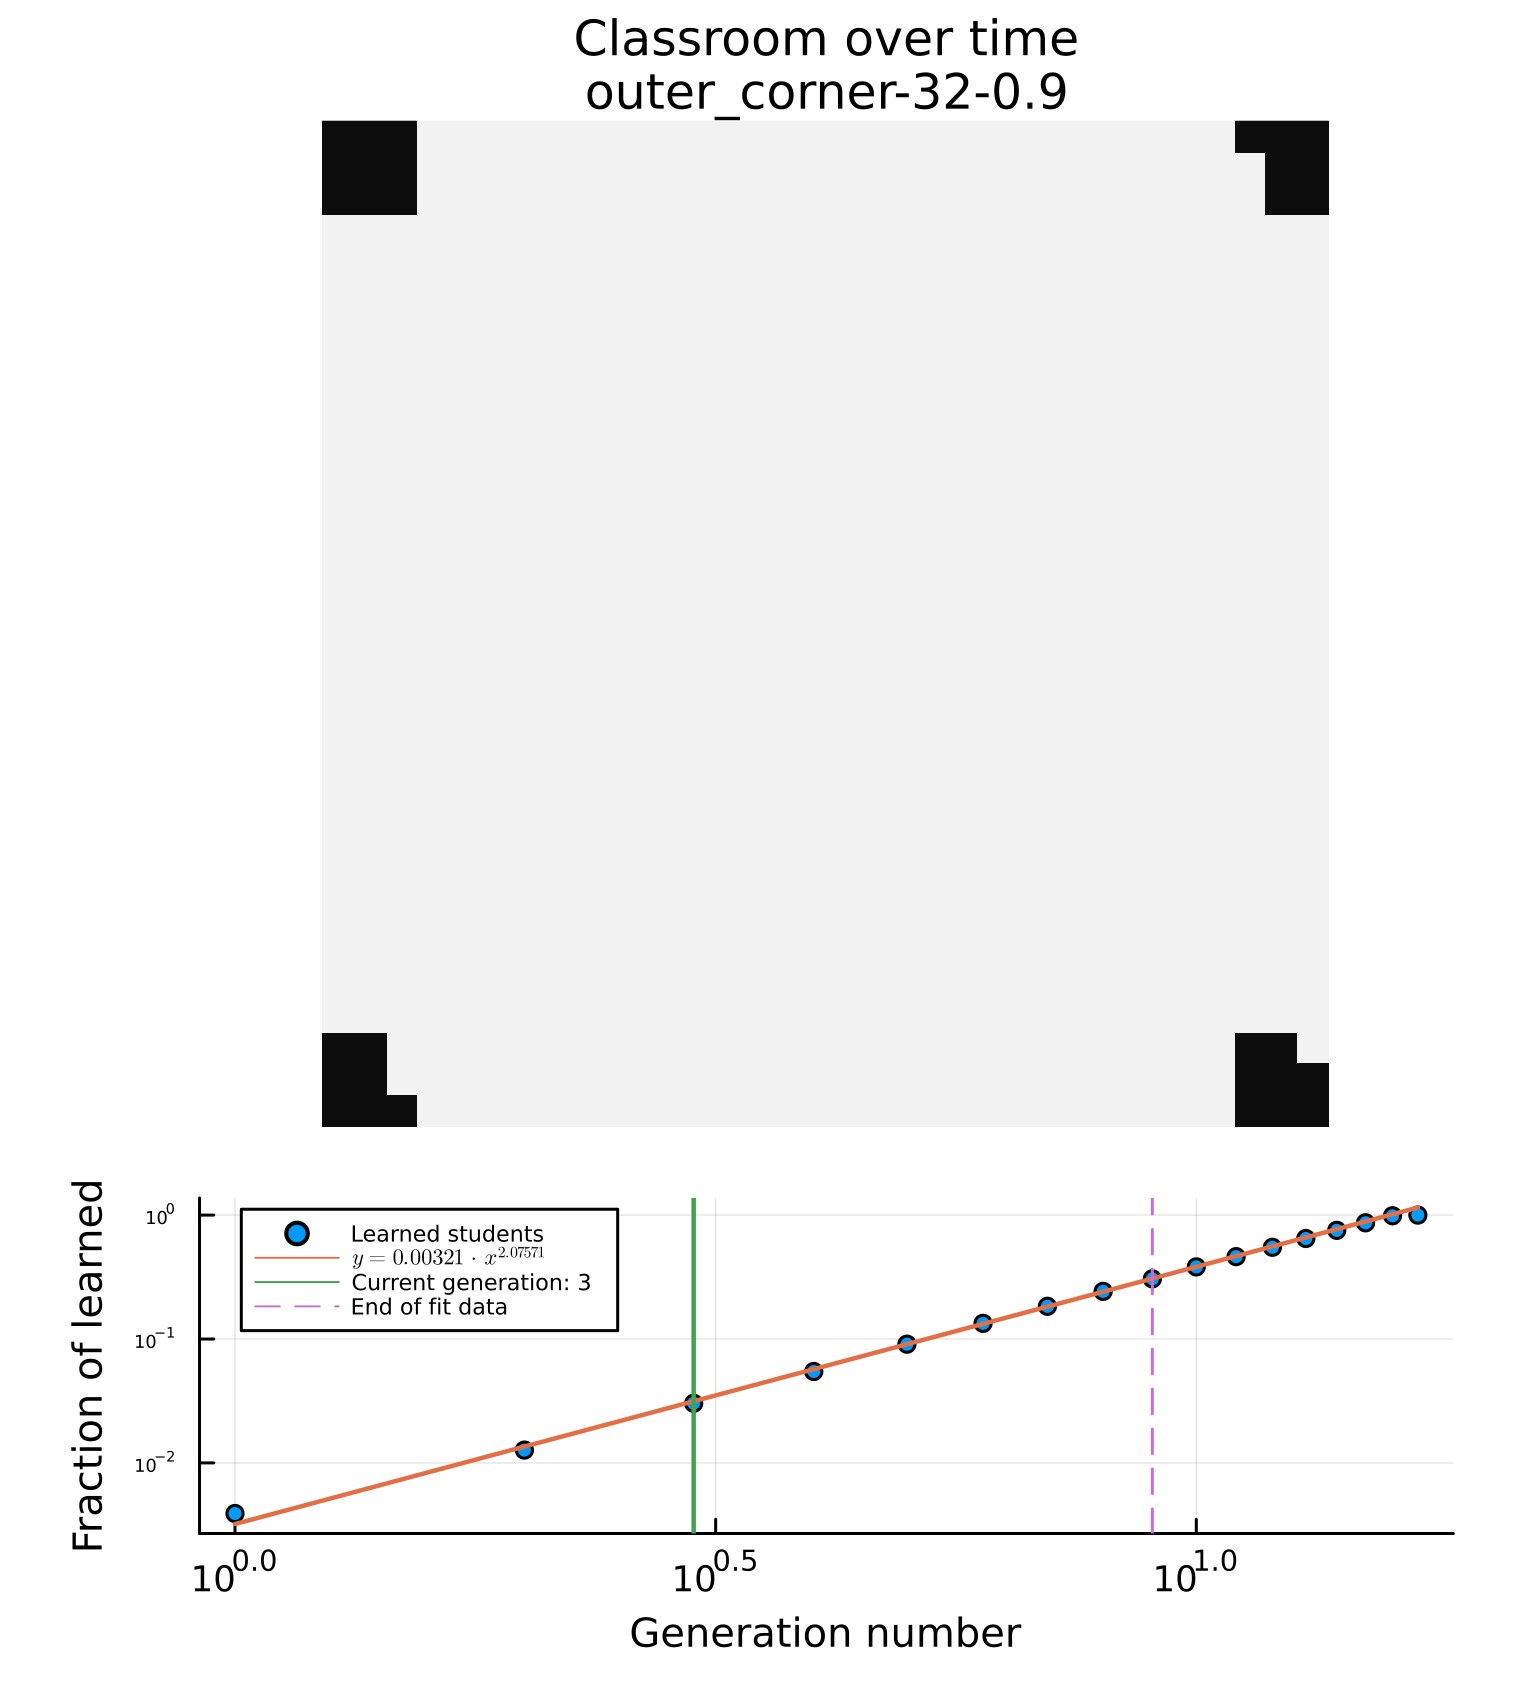 Classroom over time
outer_corner-32-0.9
Fraction of learned
10^0
10^−1
10^−2
Learned students
y = 0.00321 · x^2.07571
Current generation: 3
End of fit data
10^0.0 10^0.5 10^1.0
Generation number